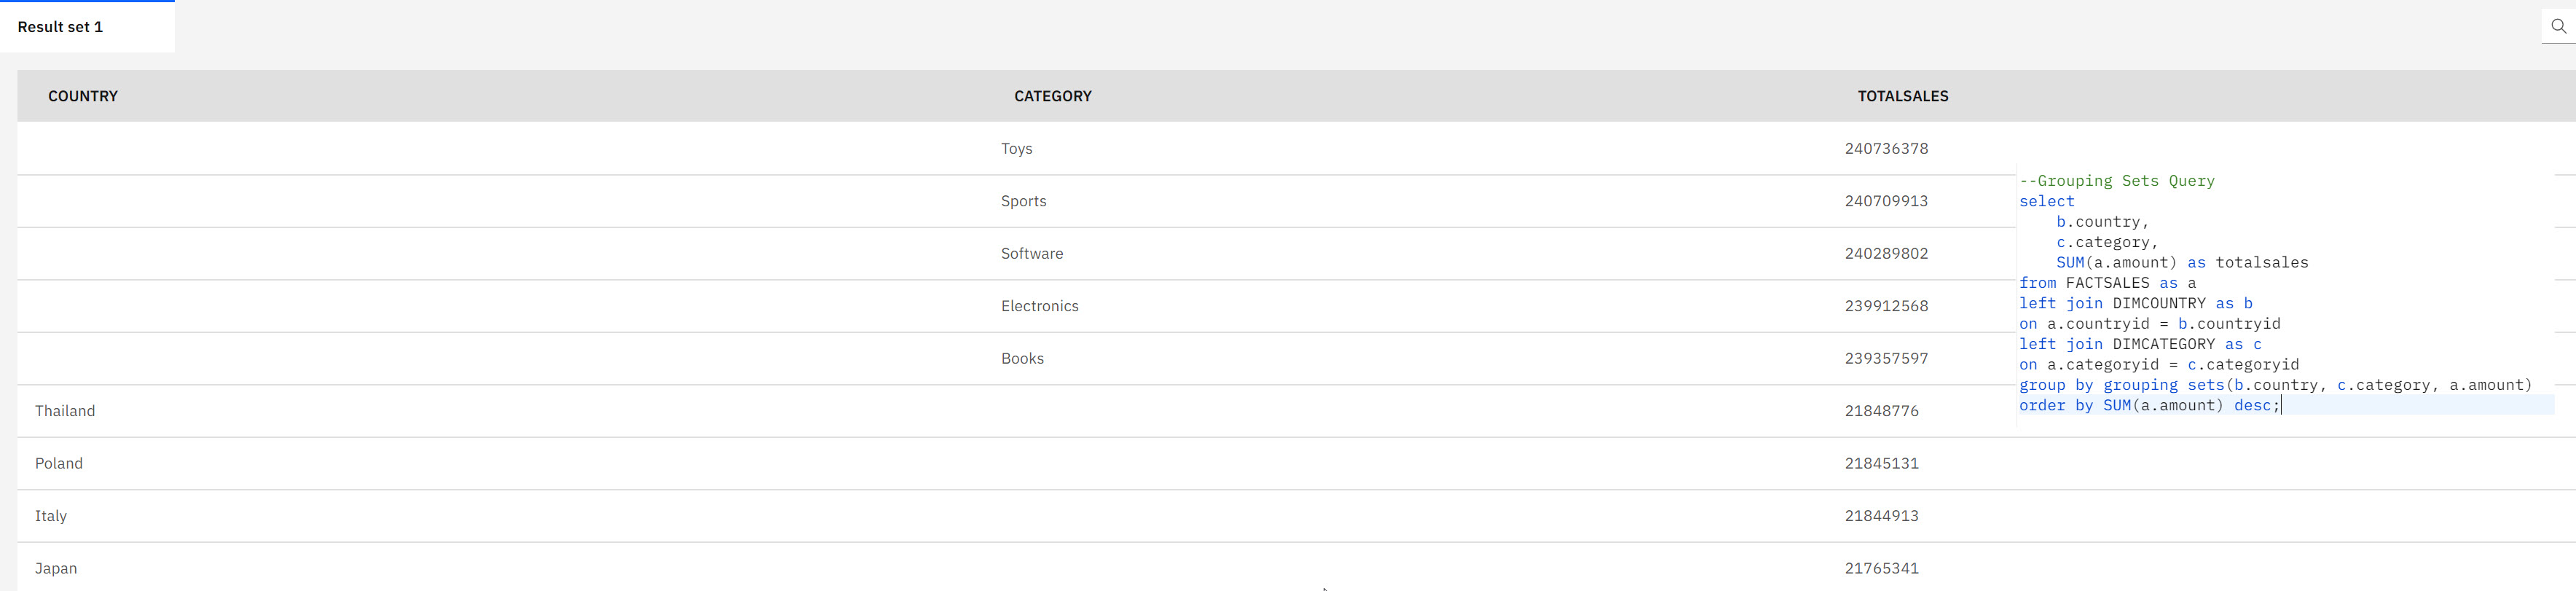 Result set 1
COUNTRY CATEGORY TOTALSALES
Toys 240736378
Sports 240709913
Software 240289802
Electronics 239912568
Books 239357597
Thailand 21848776
Poland 21845131
Italy 21844913
Japan 21765341
--Grouping Sets Query
select
b.country,
c.category,
SUM(a.amount) as totalsales
from FACTSALES as a
left join DIMCOUNTRY as b
on a.countryid = b.countryid
left join DIMCATEGORY as c
on a.categoryid = c.categoryid
group by grouping sets(b.country, c.category, a.amount)
order by SUM(a.amount) desc;